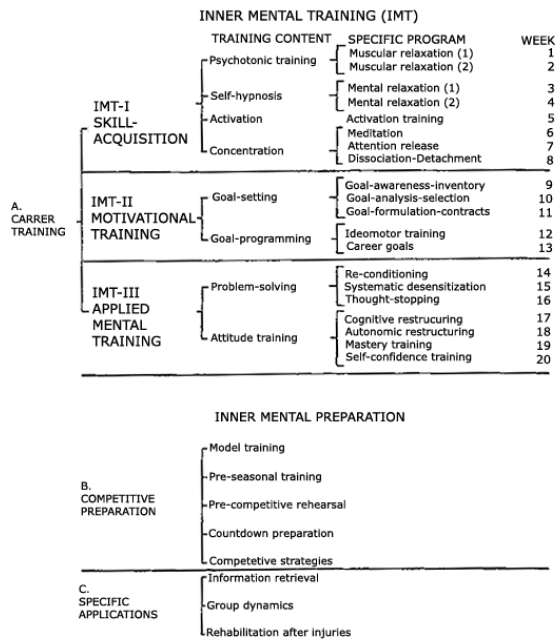 INNER MENTAL TRAINING (IMT)
TRAINING CONTENT SPECIFIC PROGRAM WEEK
Psychotonic training Muscular relaxation (1) 1
Muscular relaxation (2) 2
Self-hypnosis Mental relaxation (1) 3
Mental relaxation (2) 4
IMT-I
SKILL-
ACQUISITION
Activation Activation training 5
Concentration Meditation 6
Attention release 7
Dissociation-Detachment 8
A.
CARRER
TRAINING
IMT-II
MOTIVATIONAL
TRAINING
Goal-setting Goal-awareness-inventory 9
Goal-analysis-selection 10
Goal-formulation-contracts 11
Goal-programming Ideomotor training 12
Career goals 13
IMT-III
APPLIED
MENTAL
TRAINING
Problem-solving Re-conditioning 14
Systematic desensitization 15
Thought-stopping 16
Attitude training Cognitive restrucuring 17
Autonomic restructuring 18
Mastery training 19
Self-confidence training 20
INNER MENTAL PREPARATION
B.
COMPETITIVE
PREPARATION
Model training
Pre-seasonal training
Pre-competitive rehearsal
Countdown preparation
Competetive strategies
C.
SPECIFIC
APPLICATIONS
Information retrieval
Group dynamics
Rehabilitation after injuries